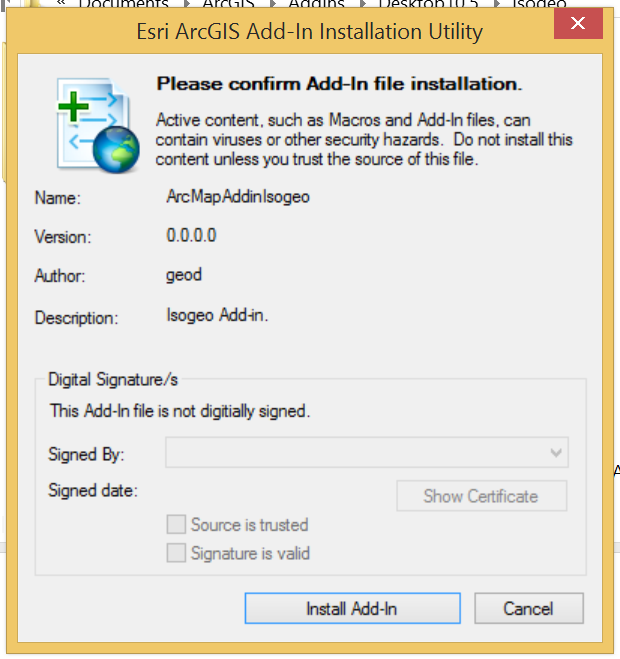 « Documents ▸ ArcGIS ▸ AddIns ▸ Desktop10.5 ▸ Isogeo
Esri ArcGIS Add-In Installation Utility
Please confirm Add-In file installation.
Active content, such as Macros and Add-In files, can
contain viruses or other security hazards. Do not install this
content unless you trust the source of this file.
Name: ArcMapAddinIsogeo
Version: 0.0.0.0
Author: geod
Description: Isogeo Add-in.
Digital Signature/s
This Add-In file is not digitially signed.
Signed By:
Signed date:
Show Certificate
Source is trusted
Signature is valid
Install Add-In Cancel